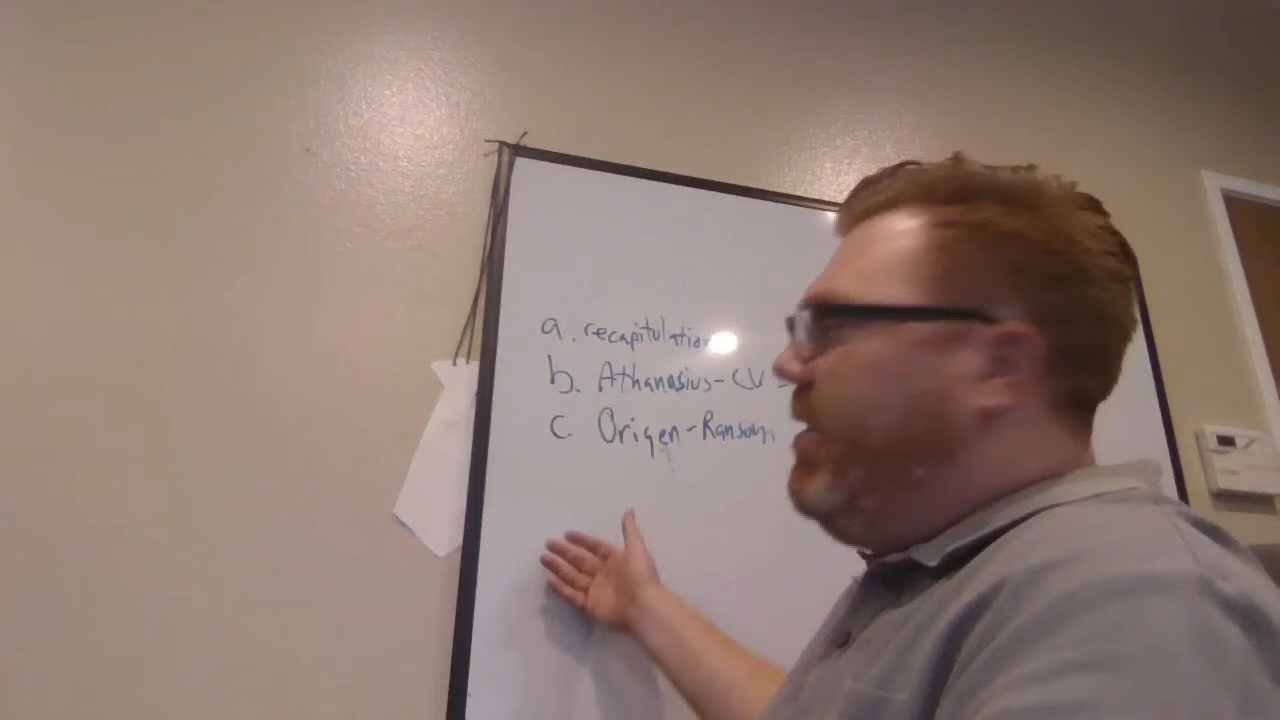 a. recapitulation
b. Athanasius-CV -
c. Origen-Ransom